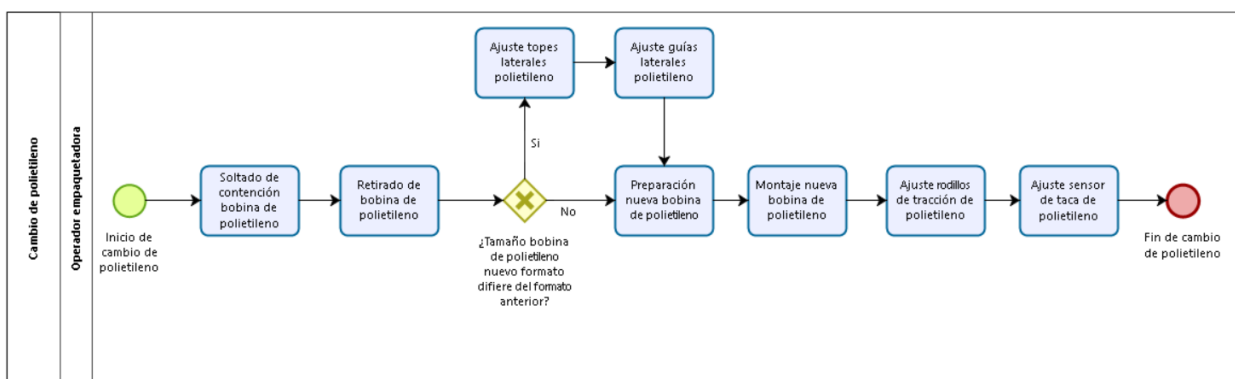 Cambio de polietileno
Operador empaquetadora
Inicio de
cambio de
polietileno
Soltado de
contención
bobina de
polietileno
Retirado de
bobina de
polietileno
¿Tamaño bobina
de polietileno
nuevo formato
difiere del formato
anterior?
Si
No
Ajuste topes
laterales
polietileno
Ajuste guías
laterales
polietileno
Preparación
nueva bobina
de polietileno
Montaje nueva
bobina de
polietileno
Ajuste rodillos
de tracción de
polietileno
Ajuste sensor
de taca de
polietileno
Fin de cambio
de polietileno